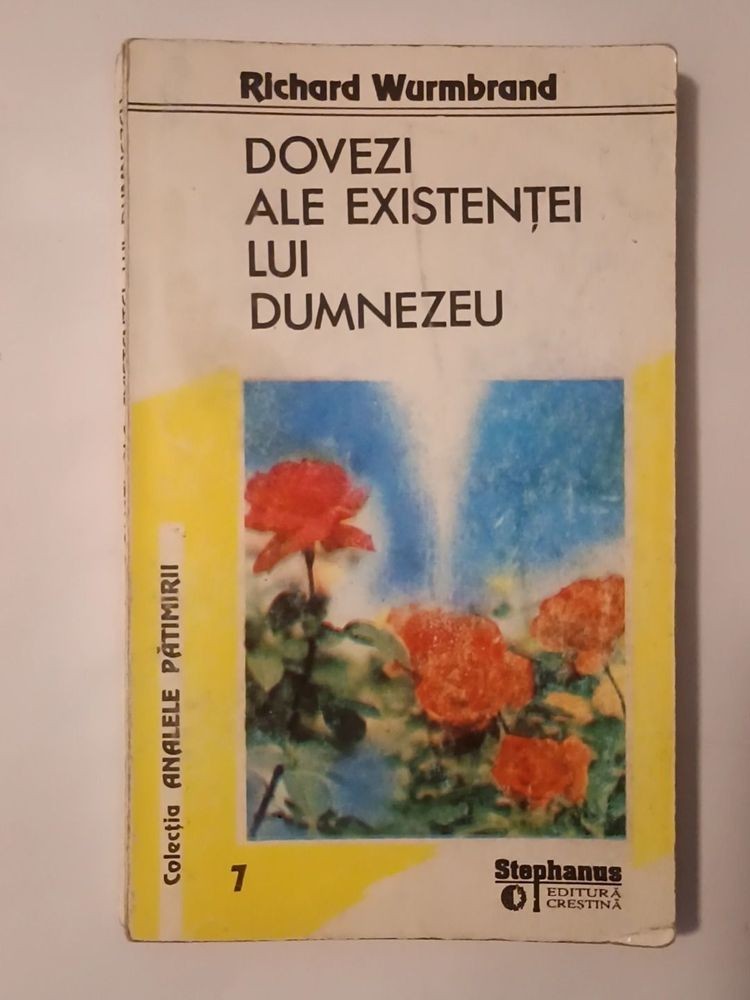 Richard Wurmbrand
DOVEZI
ALE EXISTENȚEI
LUI
DUMNEZEU
Colecția ANALELE PĂTIMIRII
7
Stephanus
EDITURĂ
CREȘTINĂ